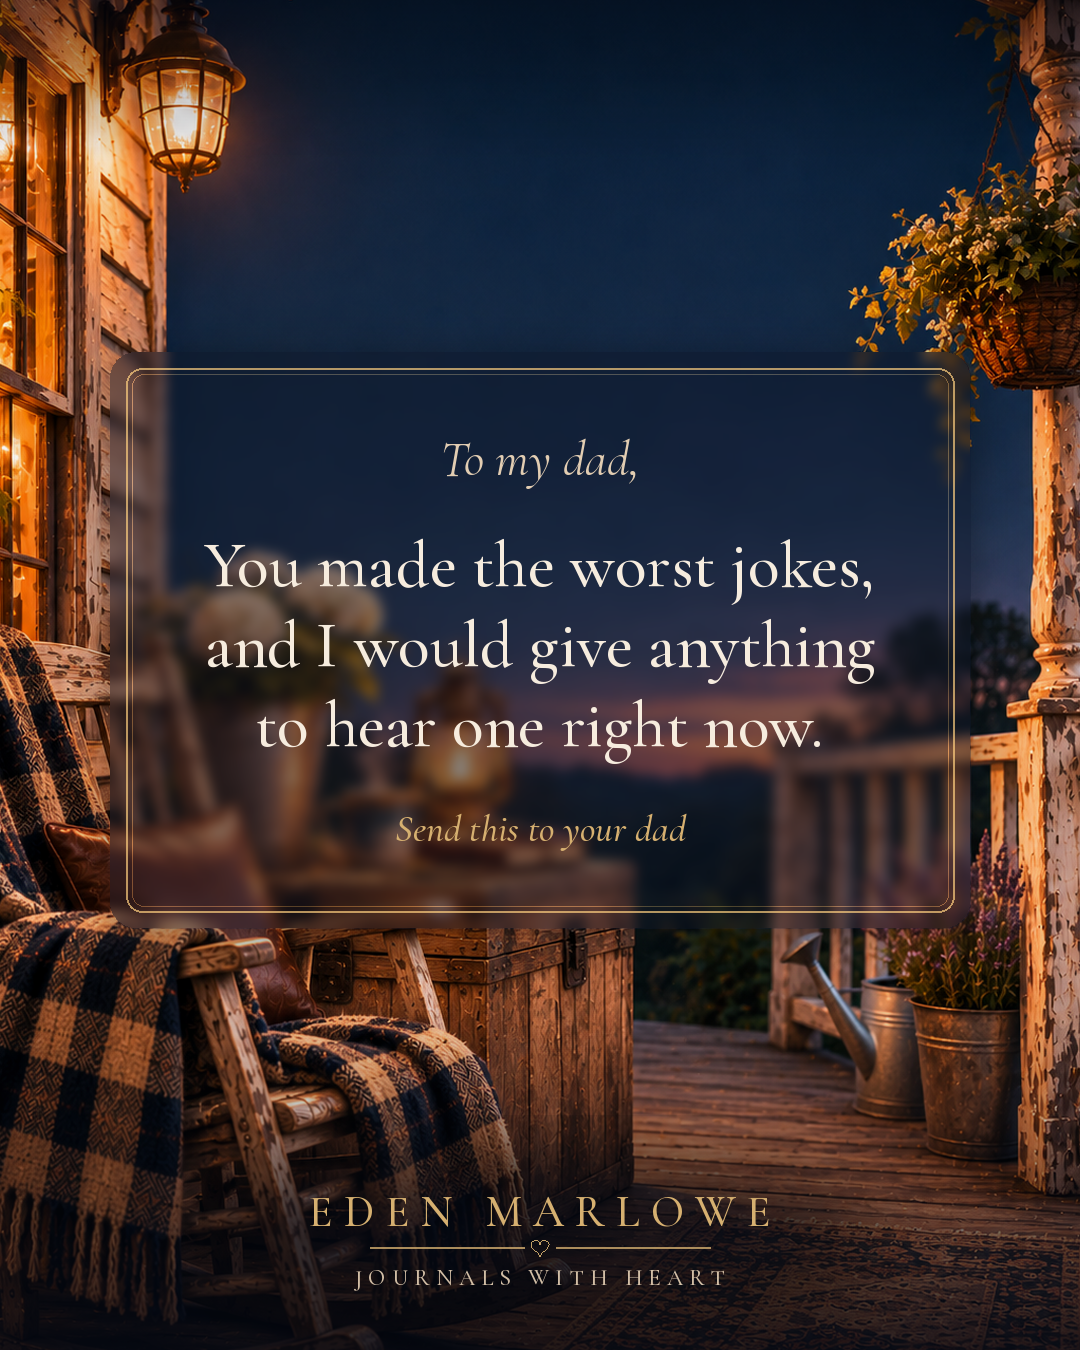 To my dad,
You made the worst jokes,
and I would give anything
to hear one right now.
Send this to your dad
EDEN MARLOWE
JOURNALS WITH HEART